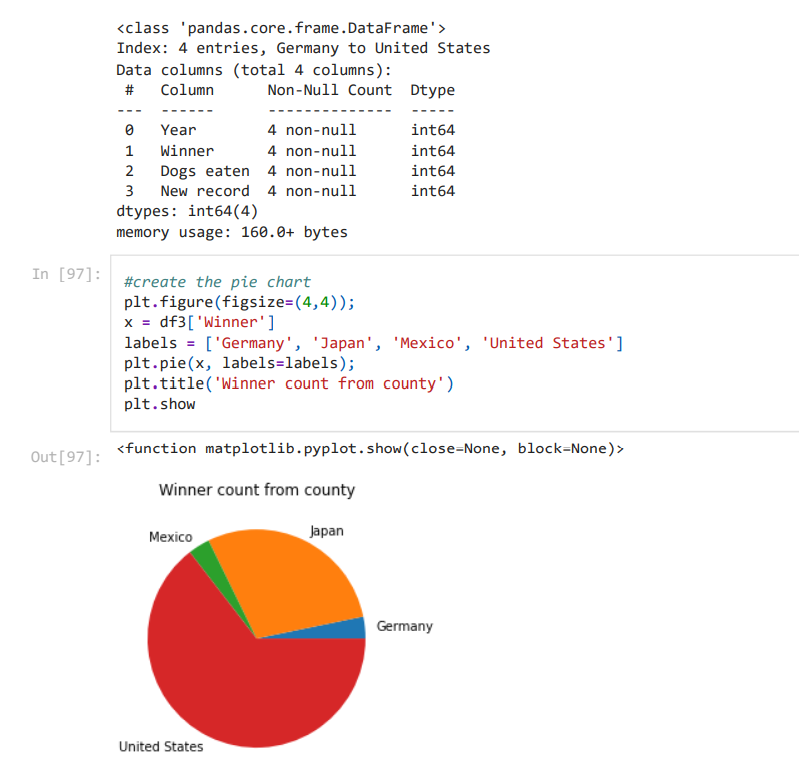 <class 'pandas.core.frame.DataFrame'>
Index: 4 entries, Germany to United States
Data columns (total 4 columns):
 #   Column      Non-Null Count  Dtype
---  ------      --------------  -----
 0   Year        4 non-null      int64
 1   Winner      4 non-null      int64
 2   Dogs eaten  4 non-null      int64
 3   New record  4 non-null      int64
dtypes: int64(4)
memory usage: 160.0+ bytes
In [97]:
#create the pie chart
plt.figure(figsize=(4,4));
x = df3['Winner']
labels = ['Germany', 'Japan', 'Mexico', 'United States']
plt.pie(x, labels=labels);
plt.title('Winner count from county')
plt.show
Out[97]: <function matplotlib.pyplot.show(close=None, block=None)>
Winner count from county
Japan
Mexico
Germany
United States